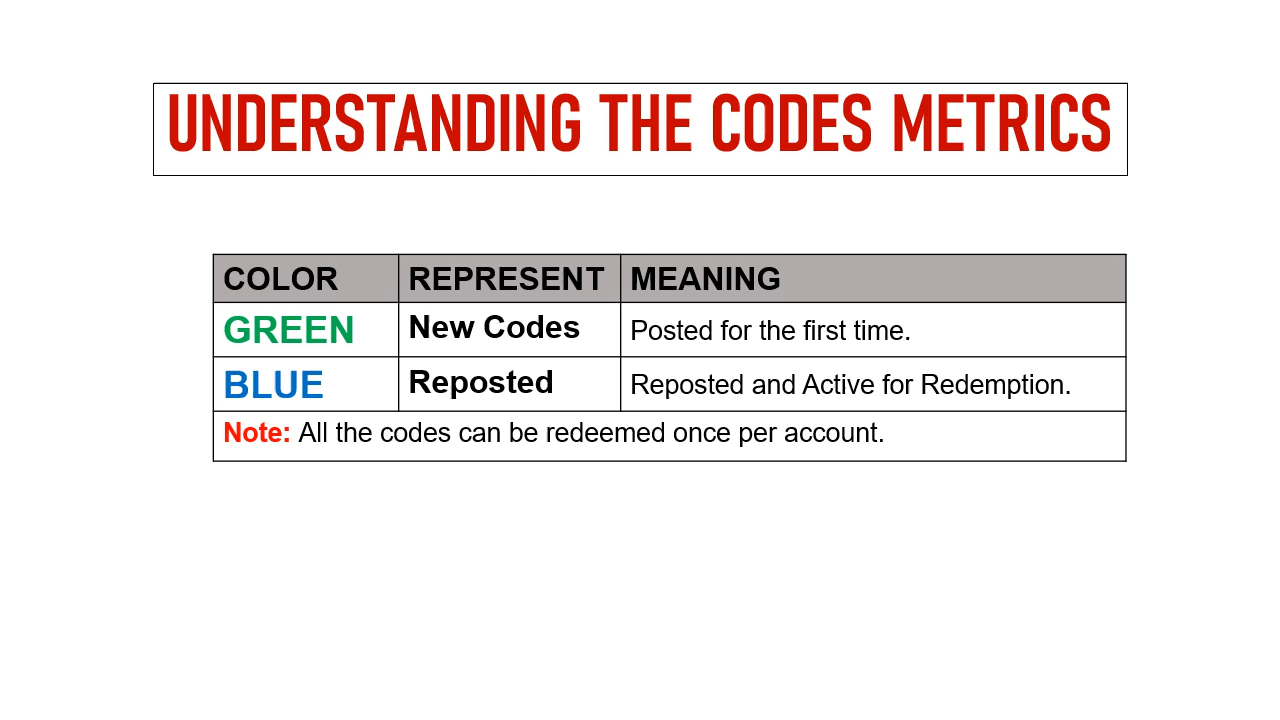 UNDERSTANDING THE CODES METRICS
COLOR REPRESENT MEANING
GREEN New Codes Posted for the first time.
BLUE Reposted Reposted and Active for Redemption.
Note: All the codes can be redeemed once per account.